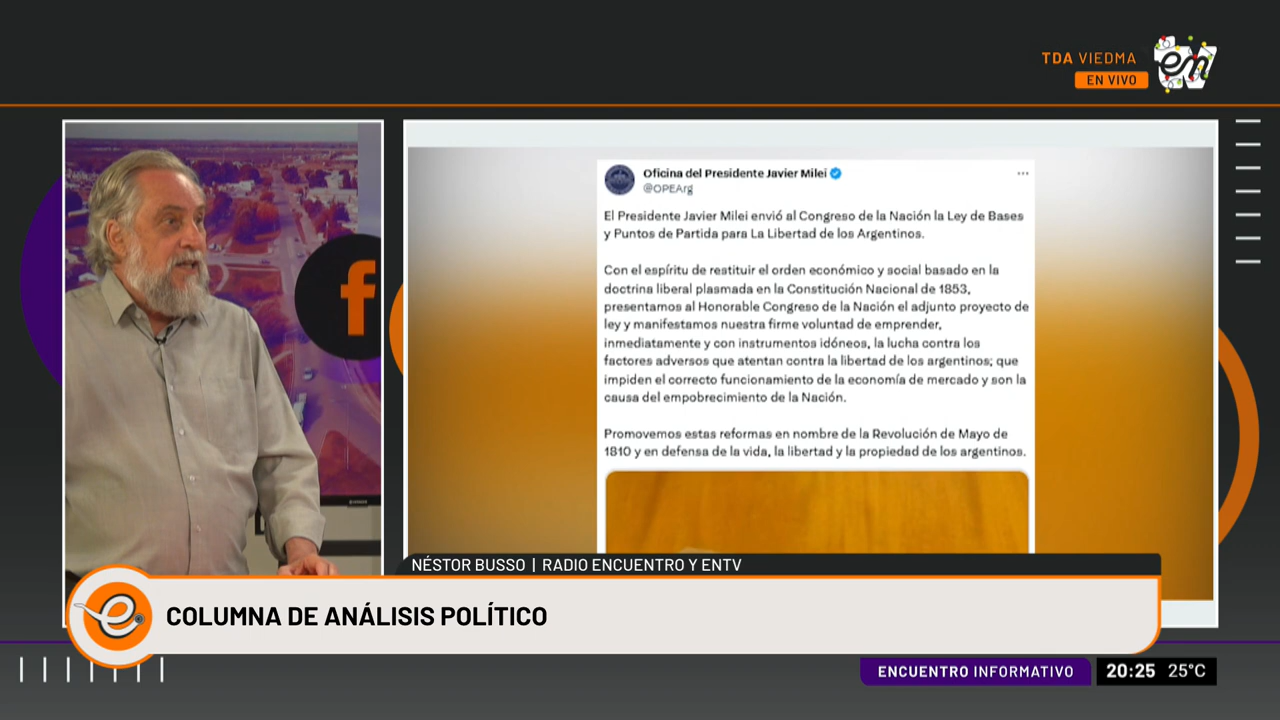 TDA VIEDMA
EN VIVO
en
f
Oficina del Presidente Javier Milei
@OPEArg
El Presidente Javier Milei envió al Congreso de la Nación la Ley de Bases
y Puntos de Partida para La Libertad de los Argentinos.
Con el espíritu de restituir el orden económico y social basado en la
doctrina liberal plasmada en la Constitución Nacional de 1853,
presentamos al Honorable Congreso de la Nación el adjunto proyecto de
ley y manifestamos nuestra firme voluntad de emprender,
inmediatamente y con instrumentos idóneos, la lucha contra los
factores adversos que atentan contra la libertad de los argentinos; que
impiden el correcto funcionamiento de la economía de mercado y son la
causa del empobrecimiento de la Nación.
Promovemos estas reformas en nombre de la Revolución de Mayo de
1810 y en defensa de la vida, la libertad y la propiedad de los argentinos.
NÉSTOR BUSSO | RADIO ENCUENTRO Y ENTV
e
COLUMNA DE ANÁLISIS POLÍTICO
ENCUENTRO INFORMATIVO
20:25 25°C